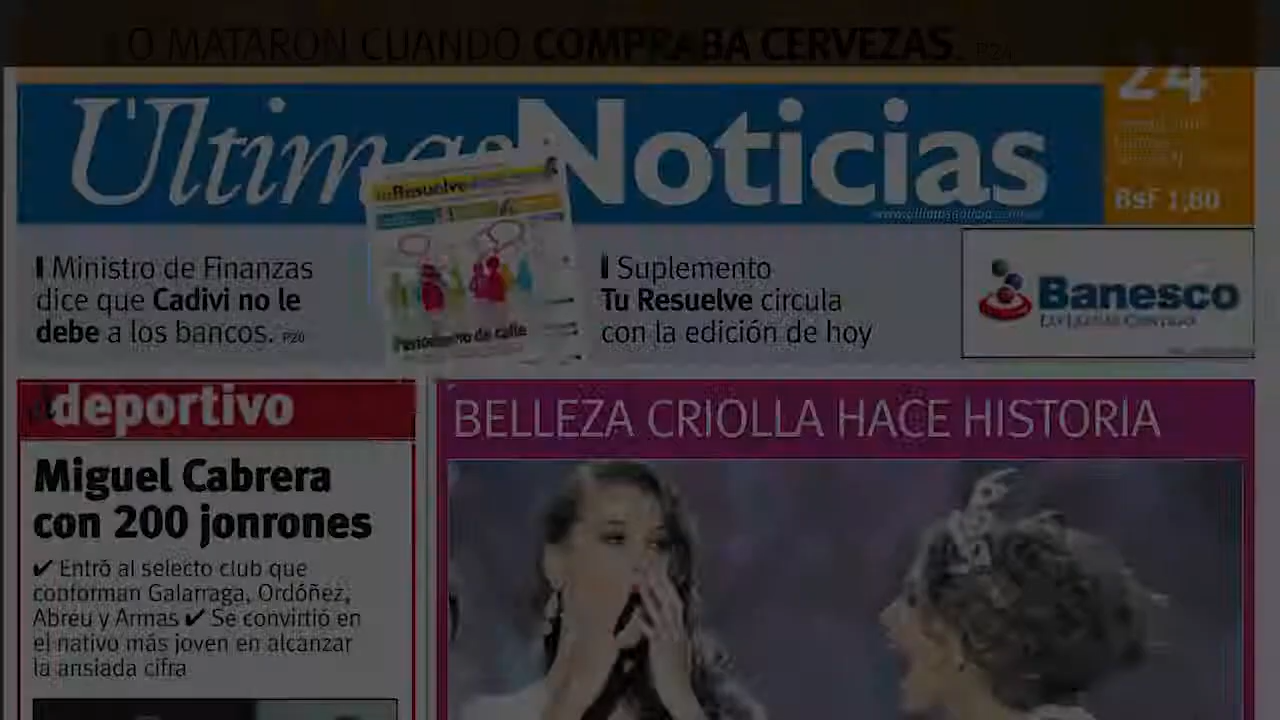 O MATARON CUANDO COMPRABA CERVEZAS. P24
Últimas Noticias
24
BsF 1,80
Ministro de Finanzas
dice que Cadivi no le
debe a los bancos. P20
tuResuelve
Periodismo de calle
Suplemento
Tu Resuelve circula
con la edición de hoy
Banesco
deportivo
Miguel Cabrera
con 200 jonrones
✔ Entró al selecto club que
conforman Galarraga, Ordóñez,
Abreu y Armas ✔ Se convirtió en
el nativo más joven en alcanzar
la ansiada cifra
BELLEZA CRIOLLA HACE HISTORIA